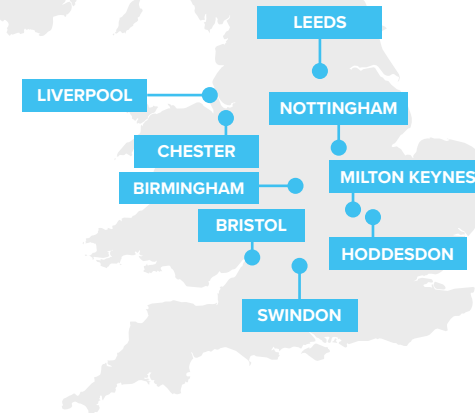 LEEDS
LIVERPOOL
NOTTINGHAM
CHESTER
BIRMINGHAM
MILTON KEYNES
BRISTOL
HODDESDON
SWINDON